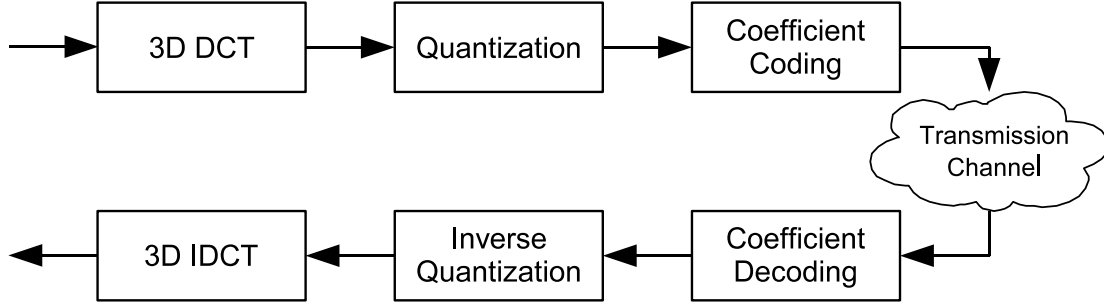 3D DCT
Quantization
Coefficient
Coding
Transmission
Channel
3D IDCT
Inverse
Quantization
Coefficient
Decoding